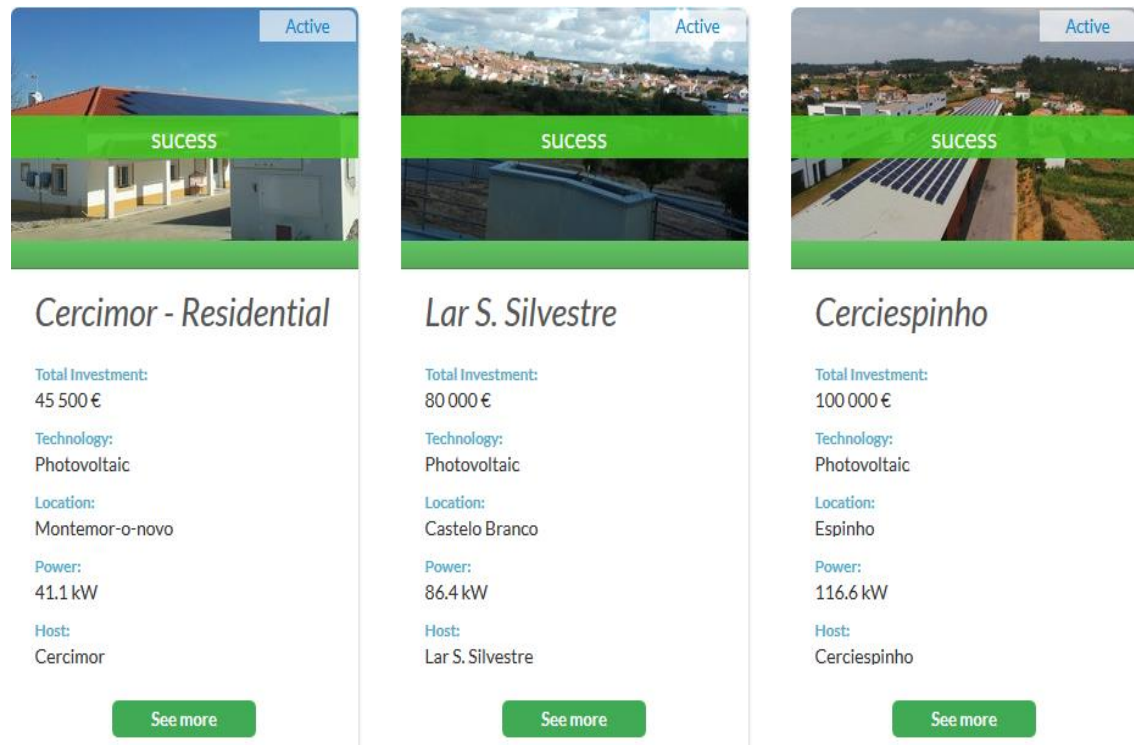 Active
sucess
Cercimor - Residential
Total Investment:
45 500 €
Technology:
Photovoltaic
Location:
Montemor-o-novo
Power:
41.1 kW
Host:
Cercimor
See more
Active
sucess
Lar S. Silvestre
Total Investment:
80 000 €
Technology:
Photovoltaic
Location:
Castelo Branco
Power:
86.4 kW
Host:
Lar S. Silvestre
See more
Active
sucess
Cerciespinho
Total Investment:
100 000 €
Technology:
Photovoltaic
Location:
Espinho
Power:
116.6 kW
Host:
Cerciespinho
See more